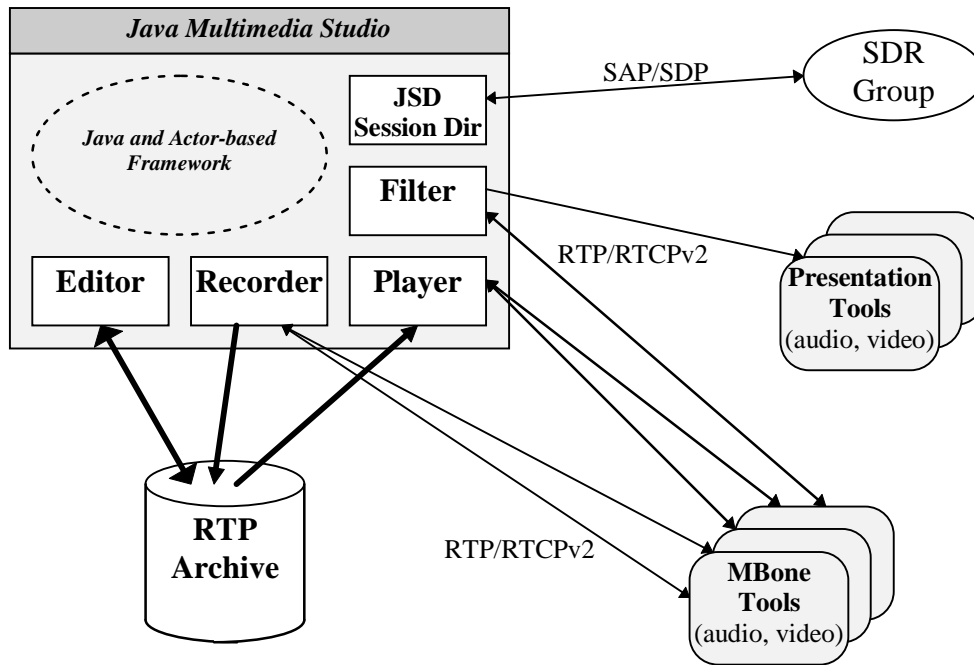 Java Multimedia Studio
Java and Actor-based
Framework
JSD
Session Dir
SAP/SDP
SDR
Group
Filter
RTP/RTCPv2
Editor
Recorder
Player
Presentation
Tools
(audio, video)
RTP
Archive
RTP/RTCPv2
MBone
Tools
(audio, video)